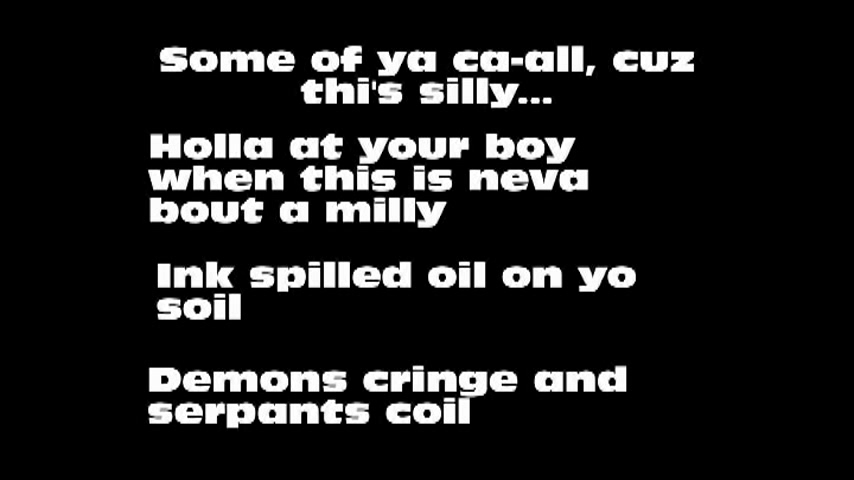 Some of ya ca-all, cuz
thi's silly...
Holla at your boy
when this is neva
bout a milly
Ink spilled oil on yo
soil
Demons cringe and
serpants coil